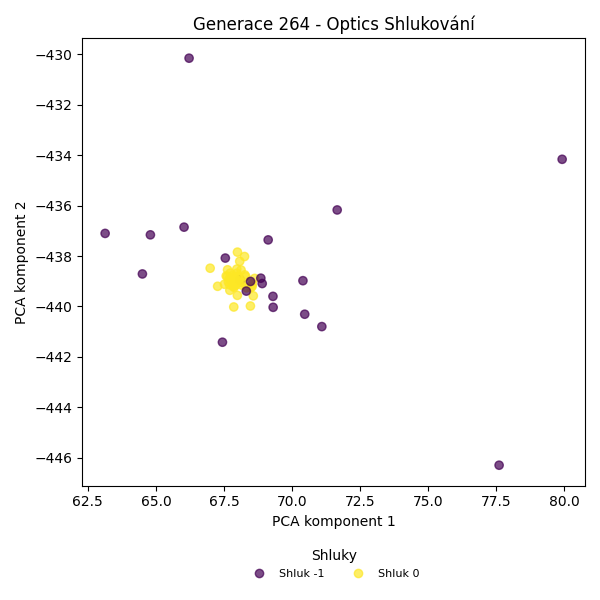 Generace 264 - Optics Shlukování
PCA komponent 2
−430
−432
−434
−436
−438
−440
−442
−444
−446
62.5 65.0 67.5 70.0 72.5 75.0 77.5 80.0
PCA komponent 1
Shluky
Shluk -1 Shluk 0